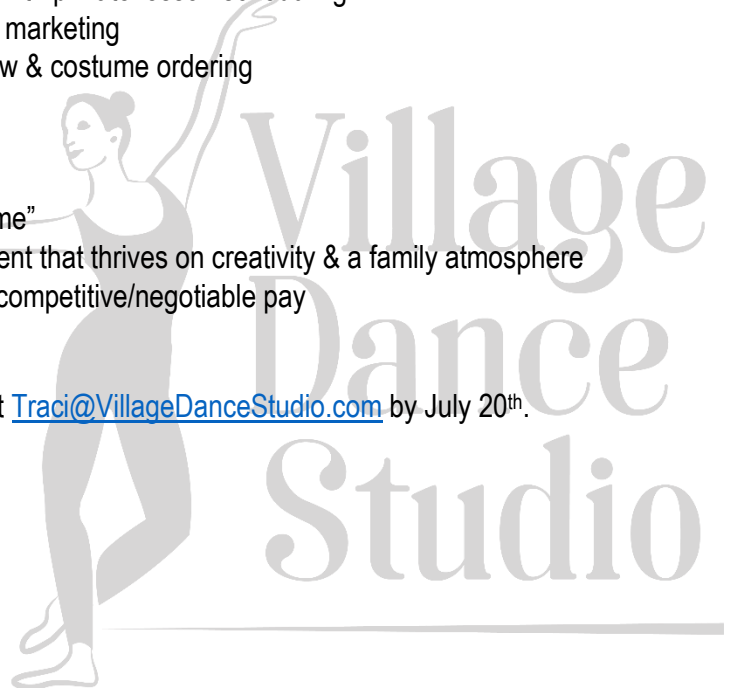 marketing
& costume ordering
me”
ent that thrives on creativity & a family atmosphere
competitive/negotiable pay
t Traci@VillageDanceStudio.com by July 20th.
Village
Dance
Studio